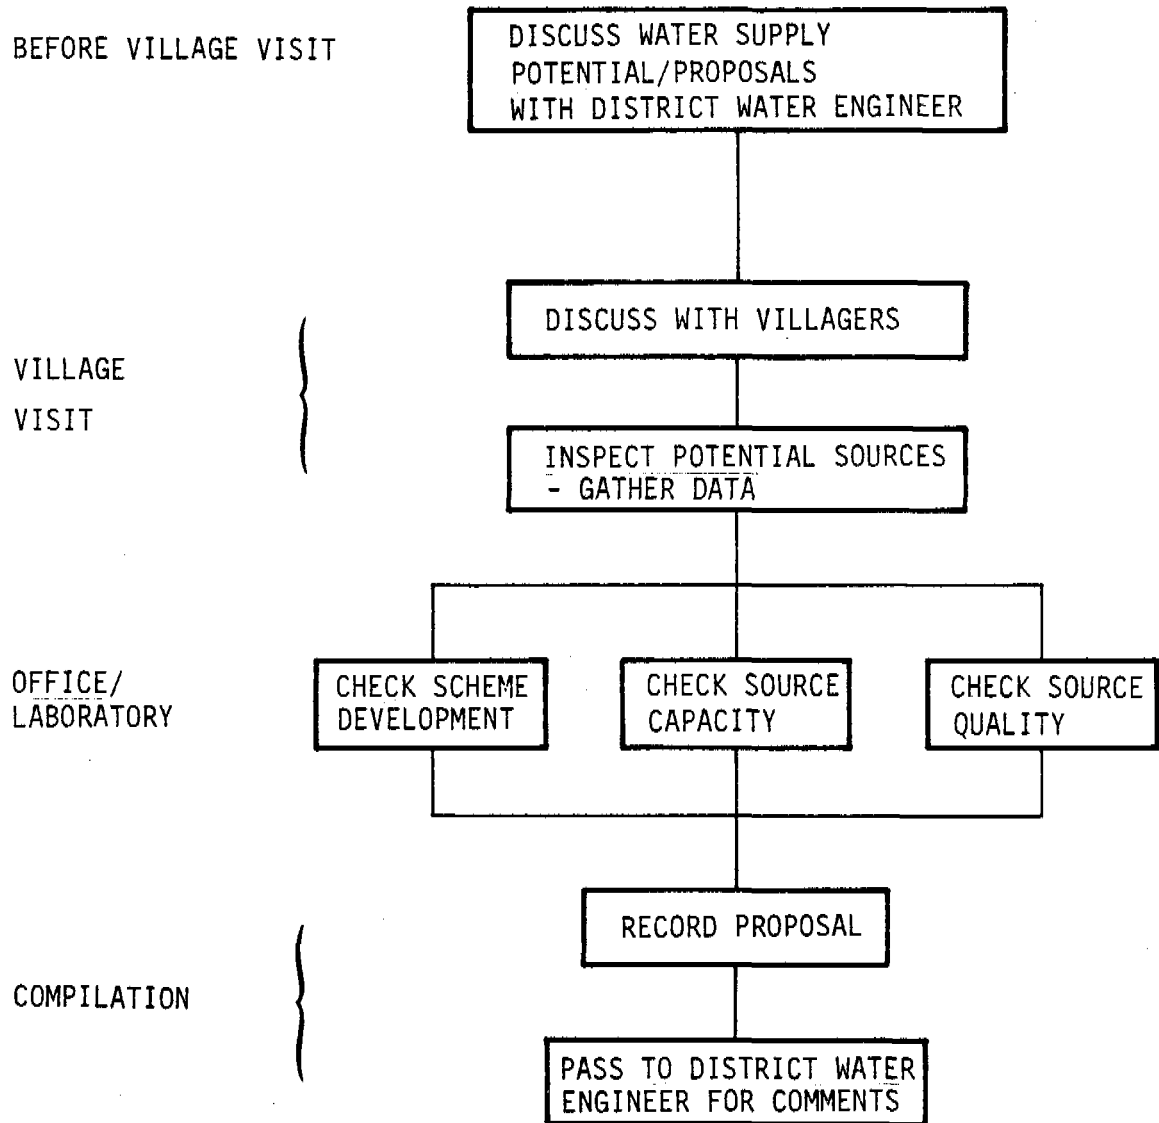 BEFORE VILLAGE VISIT
DISCUSS WATER SUPPLY
POTENTIAL/PROPOSALS
WITH DISTRICT WATER ENGINEER
VILLAGE
VISIT
DISCUSS WITH VILLAGERS
INSPECT POTENTIAL SOURCES
- GATHER DATA
OFFICE/
LABORATORY
CHECK SCHEME
DEVELOPMENT
CHECK SOURCE
CAPACITY
CHECK SOURCE
QUALITY
COMPILATION
RECORD PROPOSAL
PASS TO DISTRICT WATER
ENGINEER FOR COMMENTS